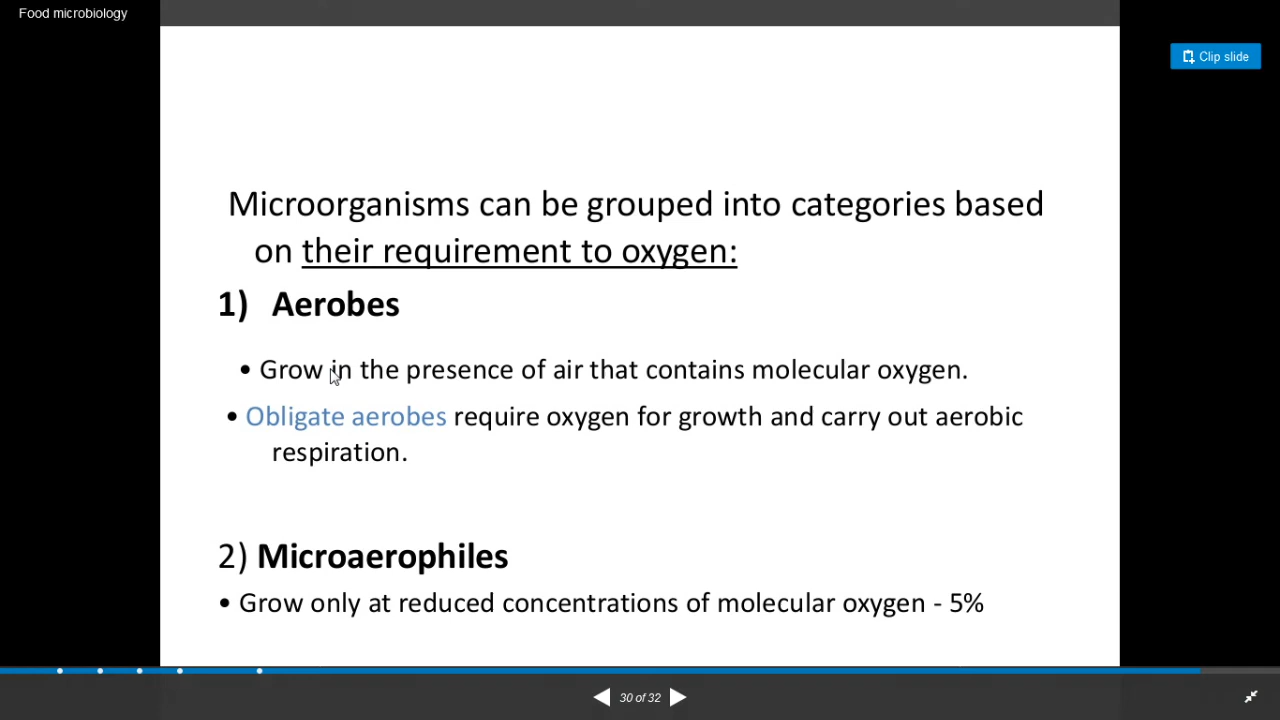 Food microbiology
Clip slide
Microorganisms can be grouped into categories based
on their requirement to oxygen:
1) Aerobes
• Grow in the presence of air that contains molecular oxygen.
• Obligate aerobes require oxygen for growth and carry out aerobic
respiration.
2) Microaerophiles
• Grow only at reduced concentrations of molecular oxygen - 5%
30 of 32